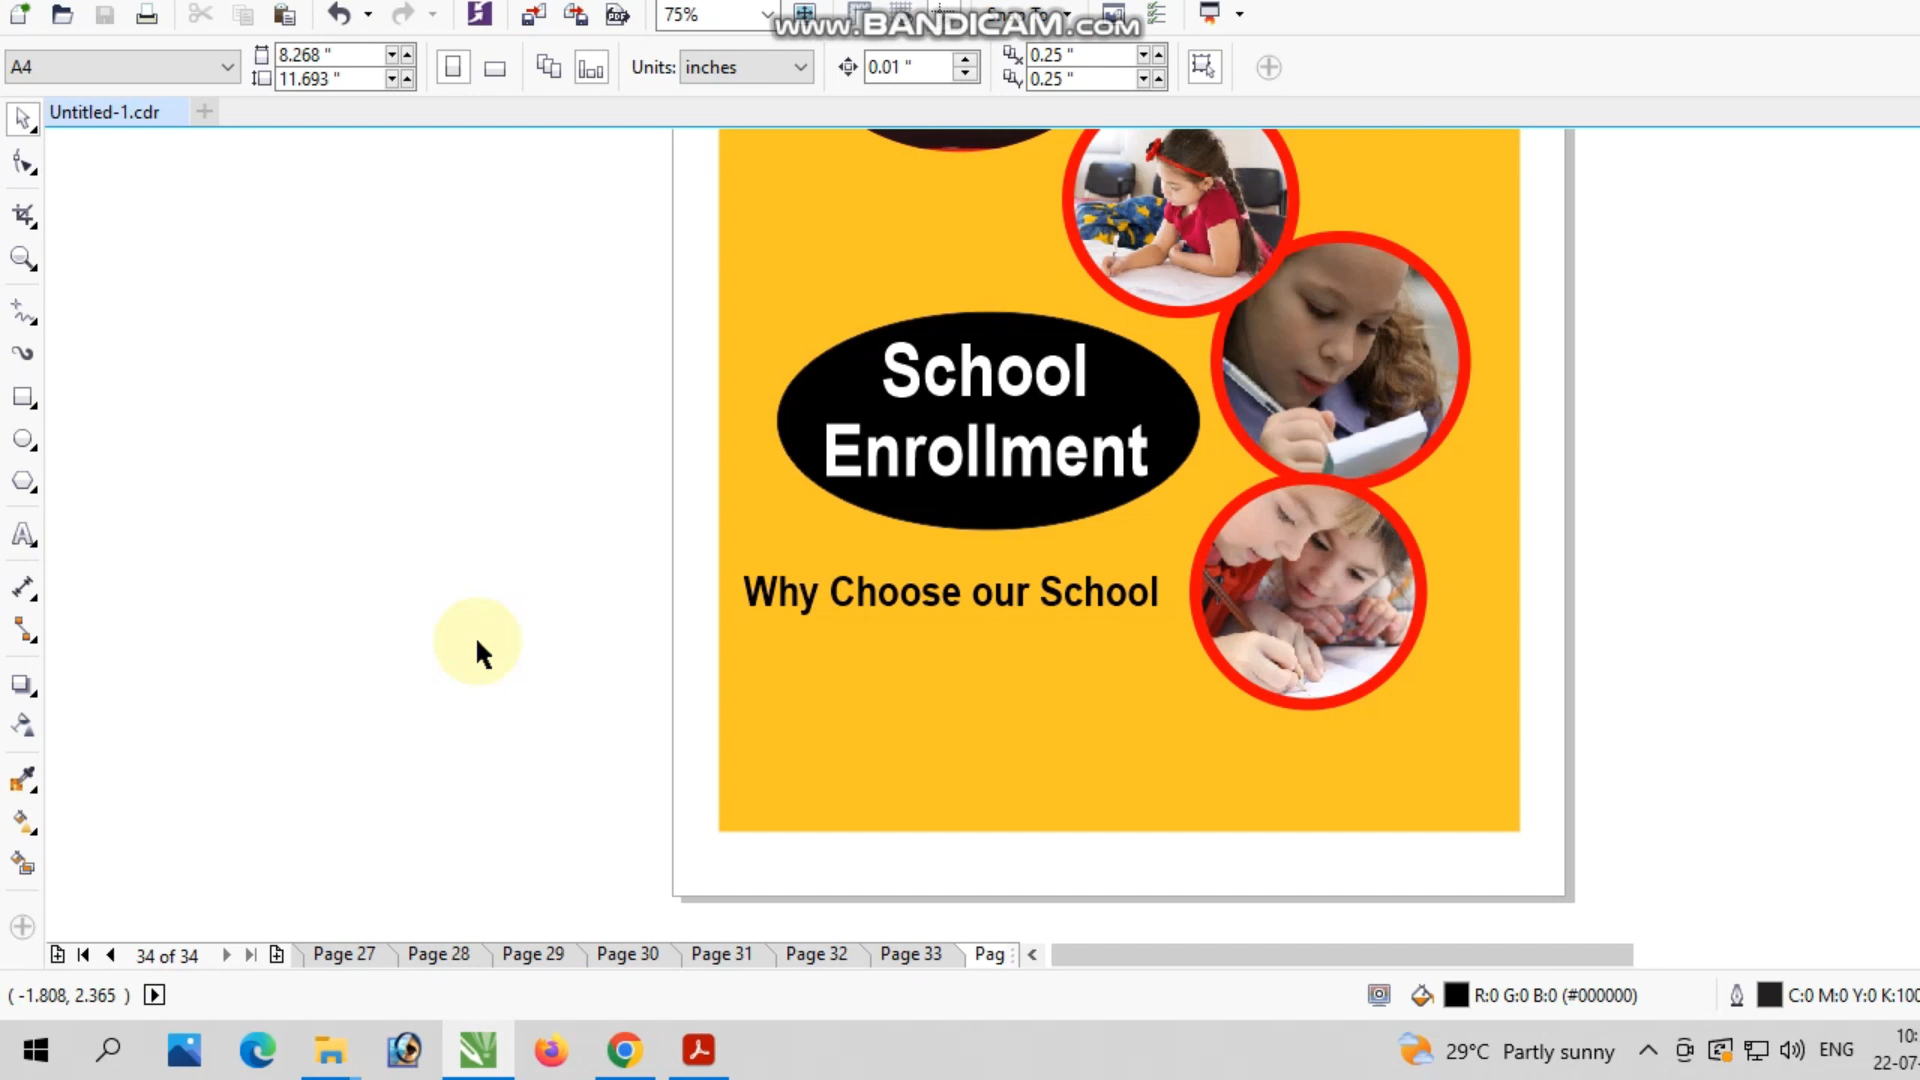 75%
www.BANDICAM.com
A4
8.268 "
11.693 "
Units: inches
0.01 "
0.25 "
0.25 "
Untitled-1.cdr
School
Enrollment
Why Choose our School
34 of 34
Page 27
Page 28
Page 29
Page 30
Page 31
Page 32
Page 33
Pag
( -1.808, 2.365 )
R:0 G:0 B:0 (#000000)
C:0 M:0 Y:0 K:100
29°C Partly sunny
ENG
10:
22-07-